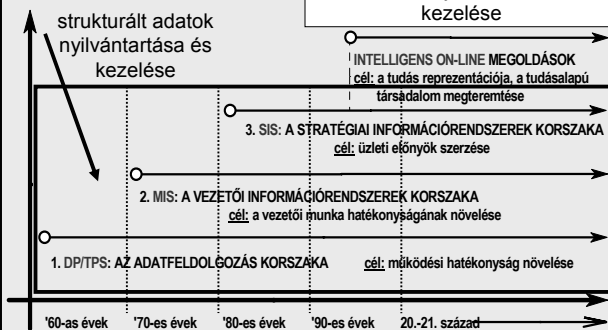 kezelése
strukturált adatok
nyilvántartása és
kezelése
INTELLIGENS ON-LINE MEGOLDÁSOK
cél: a tudás reprezentációja, a tudásalapú
társadalom megteremtése
3. SIS: A STRATÉGIAI INFORMÁCIÓRENDSZEREK KORSZAKA
cél: üzleti előnyök szerzése
2. MIS: A VEZETŐI INFORMÁCIÓRENDSZEREK KORSZAKA
cél: a vezetői munka hatékonyságának növelése
1. DP/TPS: AZ ADATFELDOLGOZÁS KORSZAKA cél: működési hatékonyság növelése
'60-as évek '70-es évek '80-es évek '90-es évek 20.-21. század